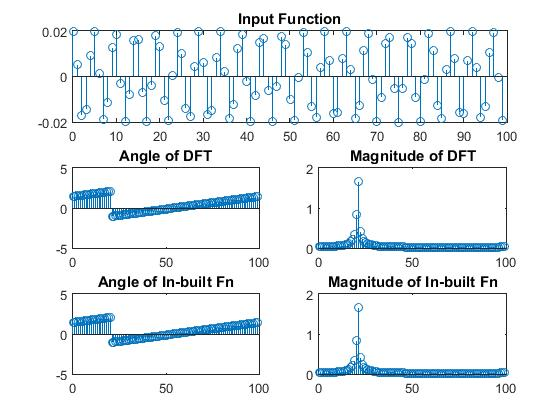 Input Function
0.02
0
-0.02
0 10 20 30 40 50 60 70 80 90 100
Angle of DFT
5
0
-5
0 50 100
Magnitude of DFT
2
1
0
0 50 100
Angle of In-built Fn
5
0
-5
0 50 100
Magnitude of In-built Fn
2
1
0
0 50 100